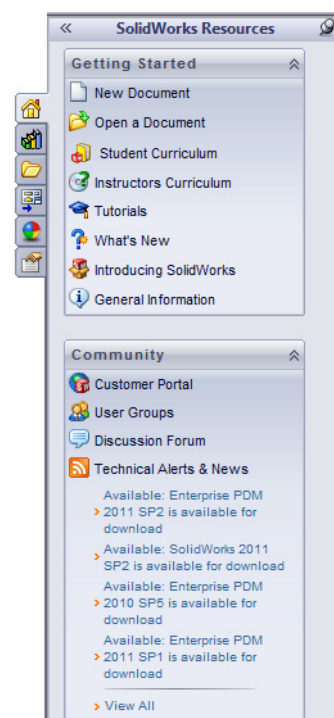 SolidWorks Resources
Getting Started
New Document
Open a Document
Student Curriculum
Instructors Curriculum
Tutorials
What's New
Introducing SolidWorks
General Information
Community
Customer Portal
User Groups
Discussion Forum
Technical Alerts & News
Available: Enterprise PDM
2011 SP2 is available for
download
Available: SolidWorks 2011
SP2 is available for download
Available: Enterprise PDM
2010 SP5 is available for
download
Available: Enterprise PDM
2011 SP1 is available for
download
View All